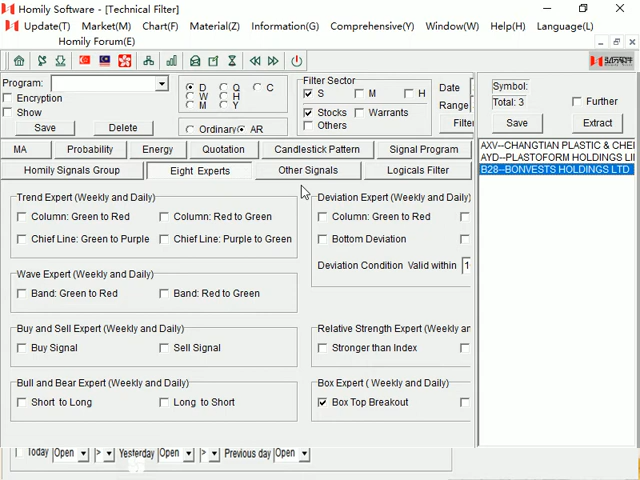 Homily Software - [Technical Filter]
Update(T) Market(M) Chart(F) Material(Z) Information(G) Comprehensive(Y) Window(W) Help(H) Language(L)
Homily Forum(E)
Program:
Encryption
Show
Save Delete
D Q C
W H
M Y
Ordinary AR
Filter Sector
S M H
Stocks Warrants
Others
Date
Range
Filter
Symbol:
Total: 3 Further
Save Extract
MA Probability Energy Quotation Candlestick Pattern Signal Program
Homily Signals Group Eight Experts Other Signals Logicals Filter
AXV--CHANGTIAN PLASTIC & CHEI
AYD--PLASTOFORM HOLDINGS LI
B28--BONVESTS HOLDINGS LTD
Trend Expert (Weekly and Daily)
Column: Green to Red Column: Red to Green
Chief Line: Green to Purple Chief Line: Purple to Green
Deviation Expert (Weekly and Daily)
Column: Green to Red
Bottom Deviation
Deviation Condition Valid within 1
Wave Expert (Weekly and Daily)
Band: Green to Red Band: Red to Green
Buy and Sell Expert (Weekly and Daily)
Buy Signal Sell Signal
Relative Strength Expert (Weekly and
Stronger than Index
Bull and Bear Expert (Weekly and Daily)
Short to Long Long to Short
Box Expert ( Weekly and Daily)
Box Top Breakout
Today Open > Yesterday Open > Previous day Open